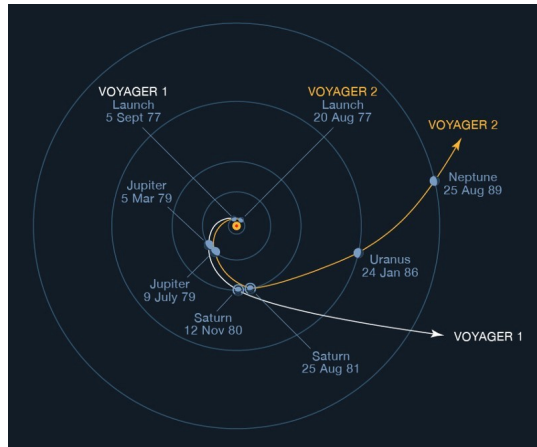 VOYAGER 1
Launch
5 Sept 77
VOYAGER 2
Launch
20 Aug 77
VOYAGER 2
Jupiter
5 Mar 79
Neptune
25 Aug 89
Jupiter
9 July 79
Uranus
24 Jan 86
Saturn
12 Nov 80
VOYAGER 1
Saturn
25 Aug 81